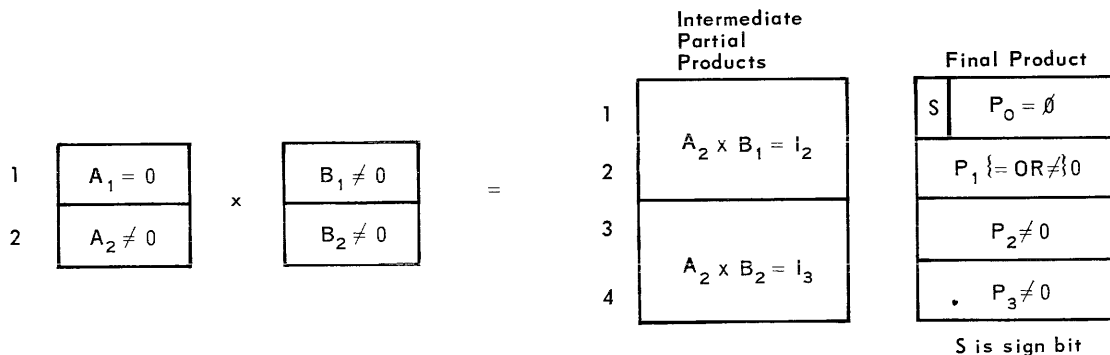 Intermediate
Partial
Products
Final Product
1
S
P₀ = ∅
A₂ x B₁ = I₂
1
A₁ = 0
x
B₁ ≠ 0
=
2
P₁ {= OR ≠} 0
2
A₂ ≠ 0
B₂ ≠ 0
3
P₂ ≠ 0
A₂ x B₂ = I₃
4
P₃ ≠ 0
S is sign bit